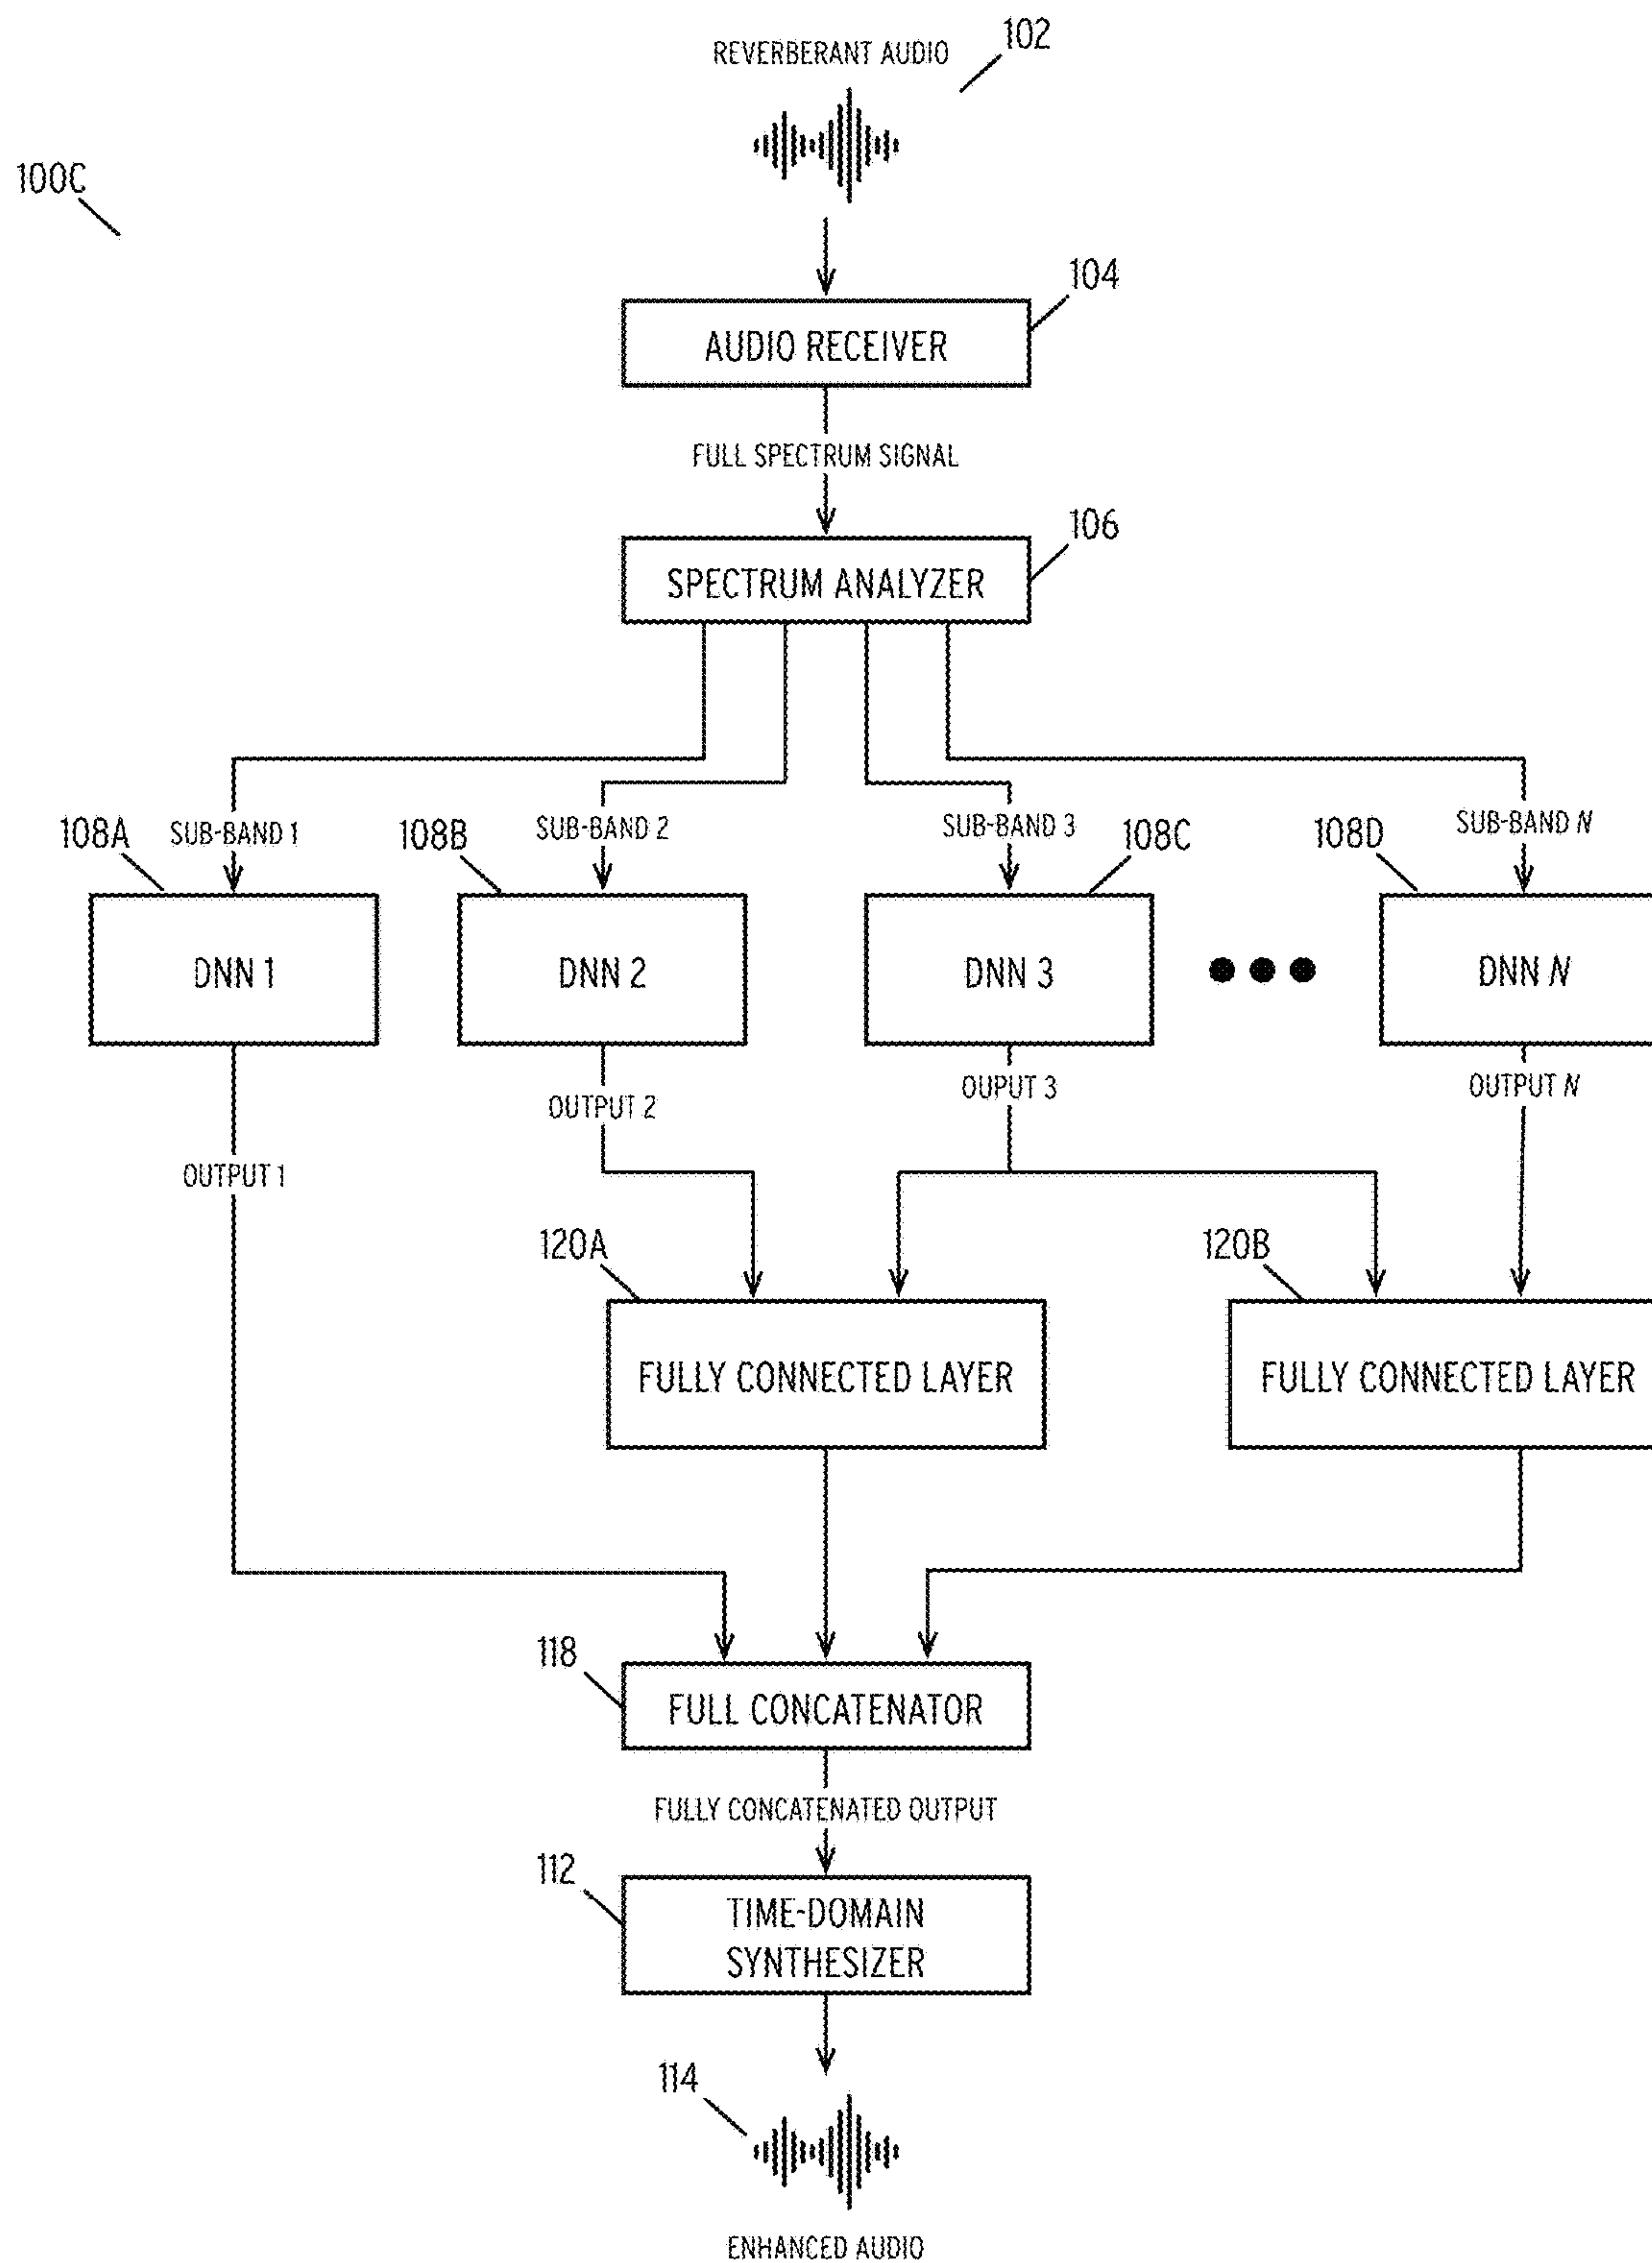 REVERBERANT AUDIO
102
100C
104
AUDIO RECEIVER
FULL SPECTRUM SIGNAL
106
SPECTRUM ANALYZER
108A
SUB-BAND 1
108B
SUB-BAND 2
SUB-BAND 3
108C
108D
SUB-BAND N
DNN 1
DNN 2
DNN 3
DNN N
OUTPUT 1
OUTPUT 2
OUPUT 3
OUTPUT N
120A
120B
FULLY CONNECTED LAYER
FULLY CONNECTED LAYER
118
FULL CONCATENATOR
FULLY CONCATENATED OUTPUT
112
TIME-DOMAIN
SYNTHESIZER
114
ENHANCED AUDIO